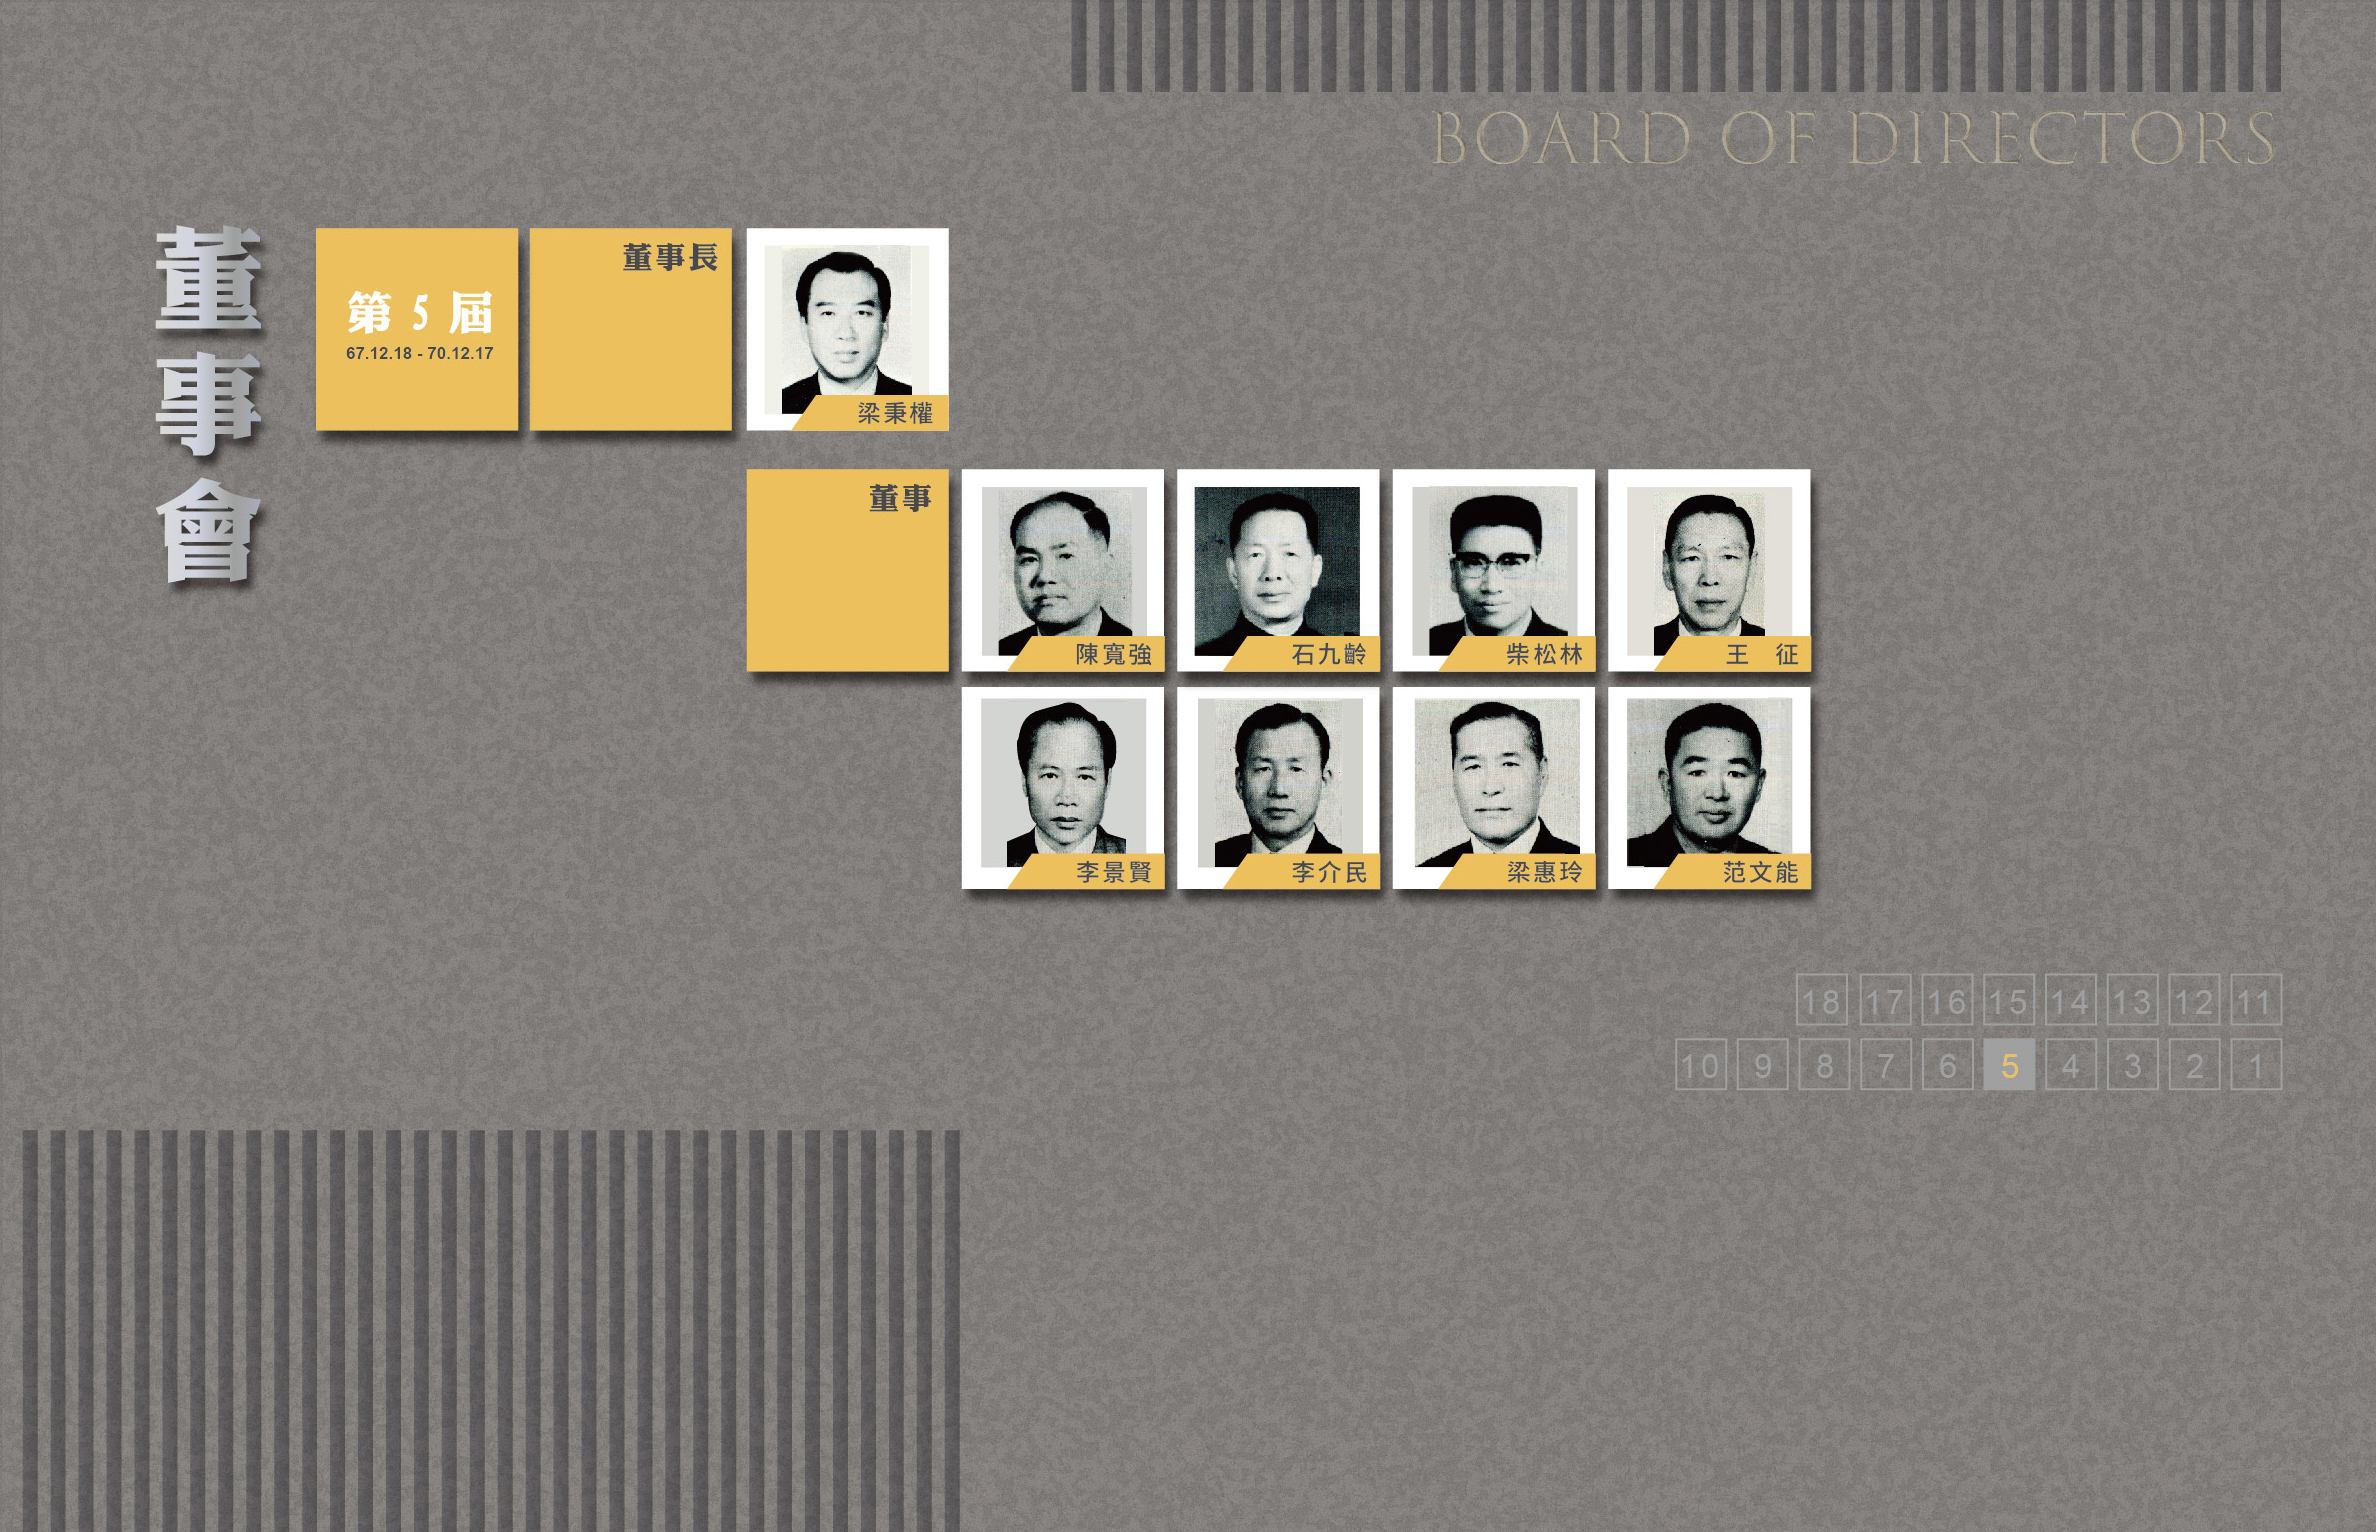 BOARD OF DIRECTORS
董事會
第 5 屆
67.12.18 - 70.12.17
董事長
梁秉權
董事
陳寬強
石九齡
柴松林
王 征
李景賢
李介民
梁惠玲
范文能
18 17 16 15 14 13 12 11
10 9 8 7 6 5 4 3 2 1